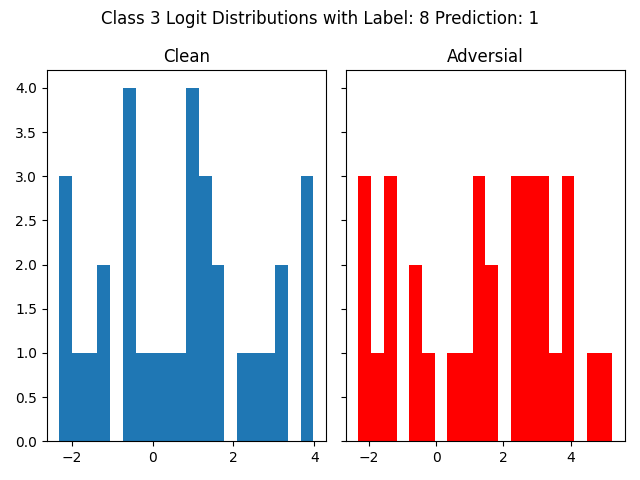 Class 3 Logit Distributions with Label: 8 Prediction: 1
Clean
Adversial
4.0
3.5
3.0
2.5
2.0
1.5
1.0
0.5
0.0
−2 0 2 4
−2 0 2 4